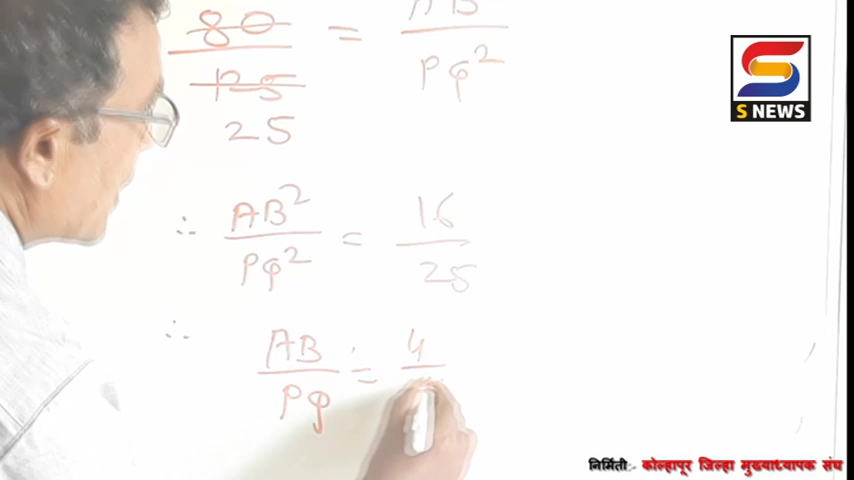 80 = AB
125 PQ²
25
∴ AB² = 16
PQ² 25
∴ AB = 4
PQ
S NEWS
निर्मिती:- कोल्हापूर जिल्हा मुख्याध्यापक संघ